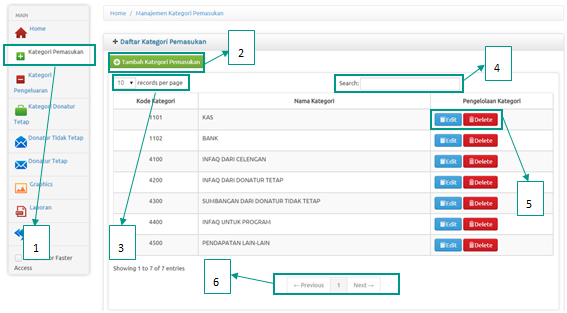 MAIN
Home
Kategori Pemasukan
Kategori
Pengeluaran
Kategori Donatur
Tetap
Donatur Tidak Tetap
Donatur Tetap
Graphics
Laporan
or Faster
Access
Home / Manajemen Kategori Pemasukan
Daftar Kategori Pemasukan
Tambah Kategori Pemasukan
10 records per page
Search:
Kode Kategori Nama Kategori Pengelolaan Kategori
1101 KAS Edit Delete
1102 BANK Edit Delete
4100 INFAQ DARI CELENGAN Edit Delete
4200 INFAQ DARI DONATUR TETAP Edit Delete
4300 SUMBANGAN DARI DONATUR TIDAK TETAP Edit Delete
4400 INFAQ UNTUK PROGRAM Edit Delete
4500 PENDAPATAN LAIN-LAIN Edit Delete
Showing 1 to 7 of 7 entries
← Previous 1 Next →
1
2
3
4
5
6